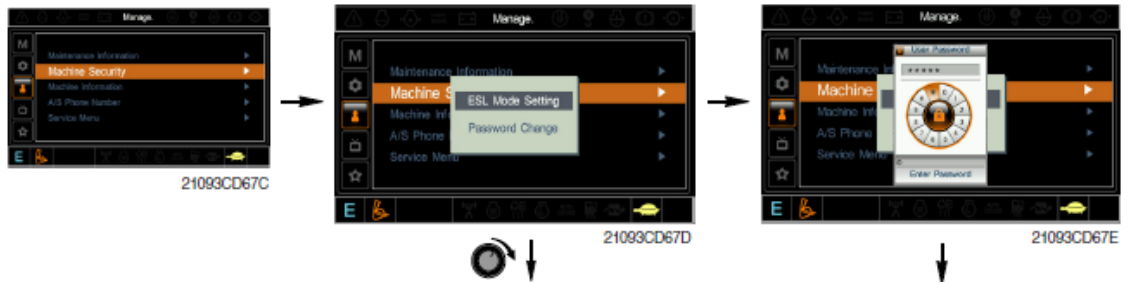 Manage.
M
Maintenance Information
Machine Security
Machine Information
A/S Phone Number
Service Menu
E
21093CD67C
Manage.
M
Maintenance Information
Machine S
ESL Mode Setting
Machine Inf
Password Change
A/S Phone
Service Menu
E
21093CD67D
Manage.
M
User Password
Maintenance In
*****
Machine
Machine Inf
A/S Phone
Service Menu
Enter Password
E
21093CD67E